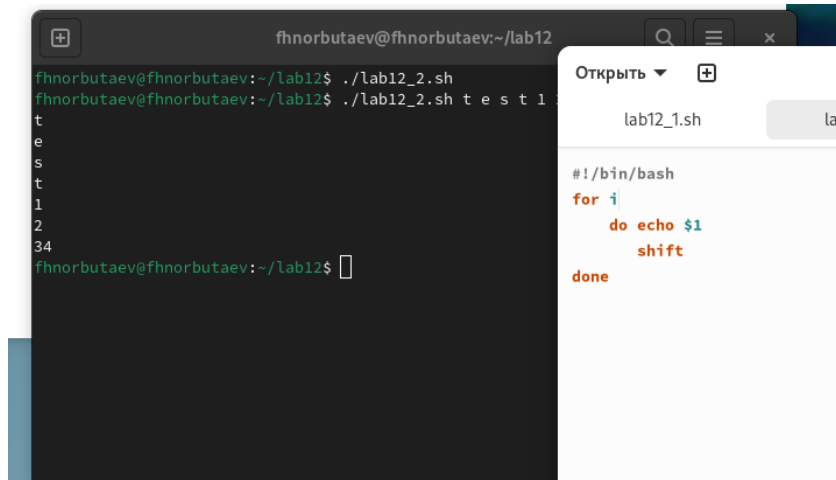 fhnorbutaev@fhnorbutaev:~/lab12
fhnorbutaev@fhnorbutaev:~/lab12$ ./lab12_2.sh
fhnorbutaev@fhnorbutaev:~/lab12$ ./lab12_2.sh t e s t 1
t
e
s
t
1
2
34
fhnorbutaev@fhnorbutaev:~/lab12$
Открыть
lab12_1.sh
#!/bin/bash
for i
do echo $1
shift
done